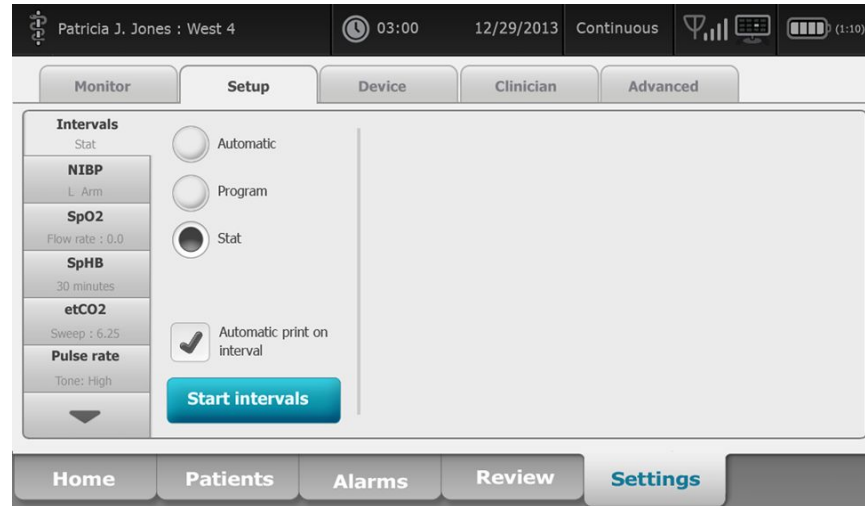 Patricia J. Jones : West 4
03:00
12/29/2013
Continuous
(1:10)
Monitor
Setup
Device
Clinician
Advanced
Intervals
Stat
NIBP
L Arm
SpO2
Flow rate : 0.0
SpHB
30 minutes
etCO2
Sweep : 6.25
Pulse rate
Tone: High
Automatic
Program
Stat
Automatic print on
interval
Start intervals
Home
Patients
Alarms
Review
Settings